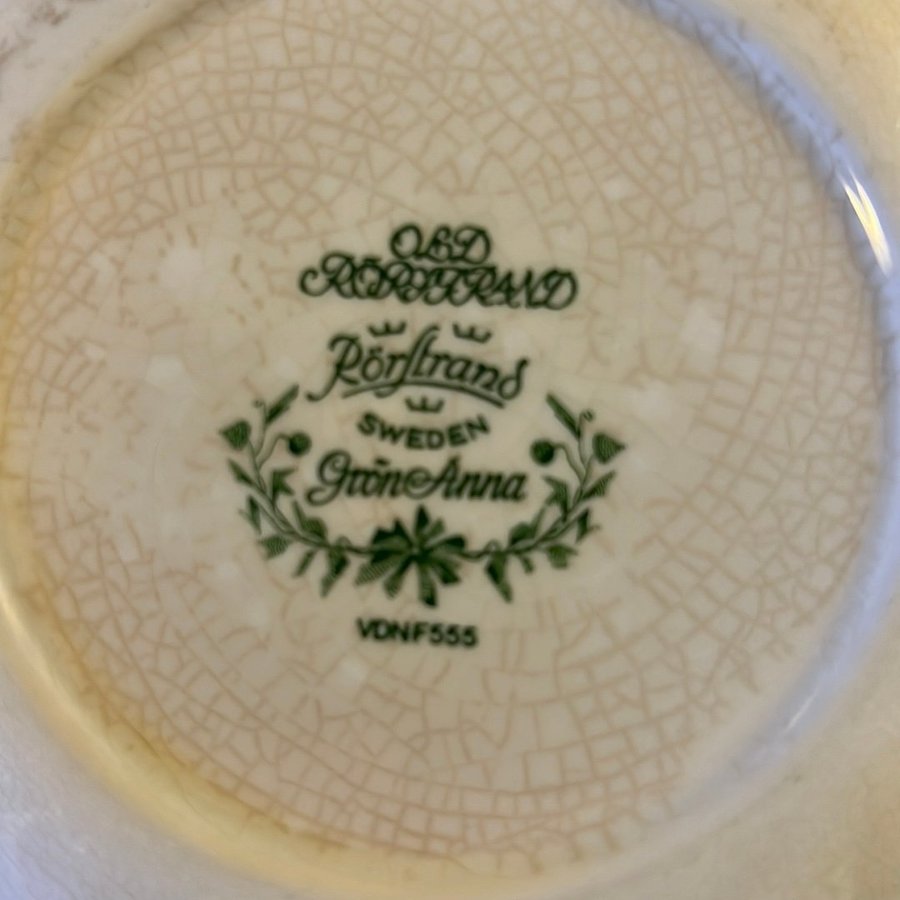 OLD
RÖRSTRAND
Rörstrand
SWEDEN
Grön Anna
VDNF555